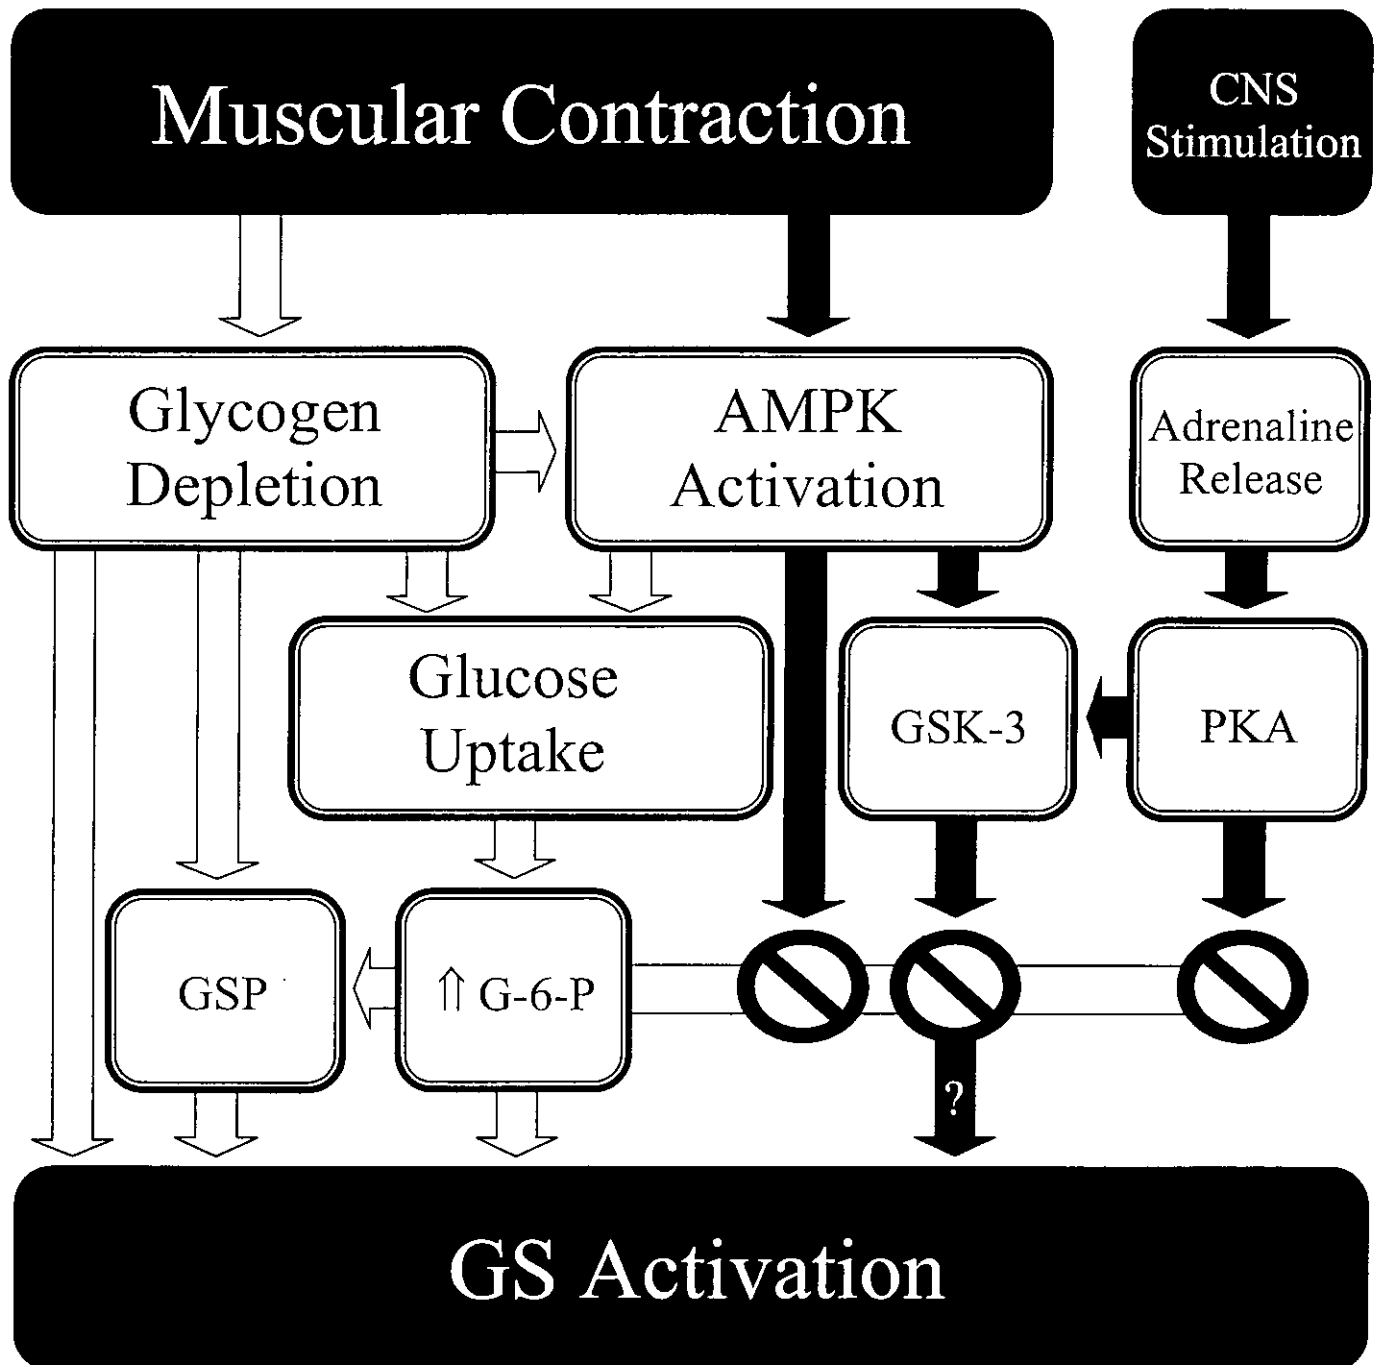 Muscular Contraction
CNS
Stimulation
Glycogen
Depletion
AMPK
Activation
Adrenaline
Release
Glucose
Uptake
GSK-3
PKA
GSP
⇑ G-6-P
?
GS Activation